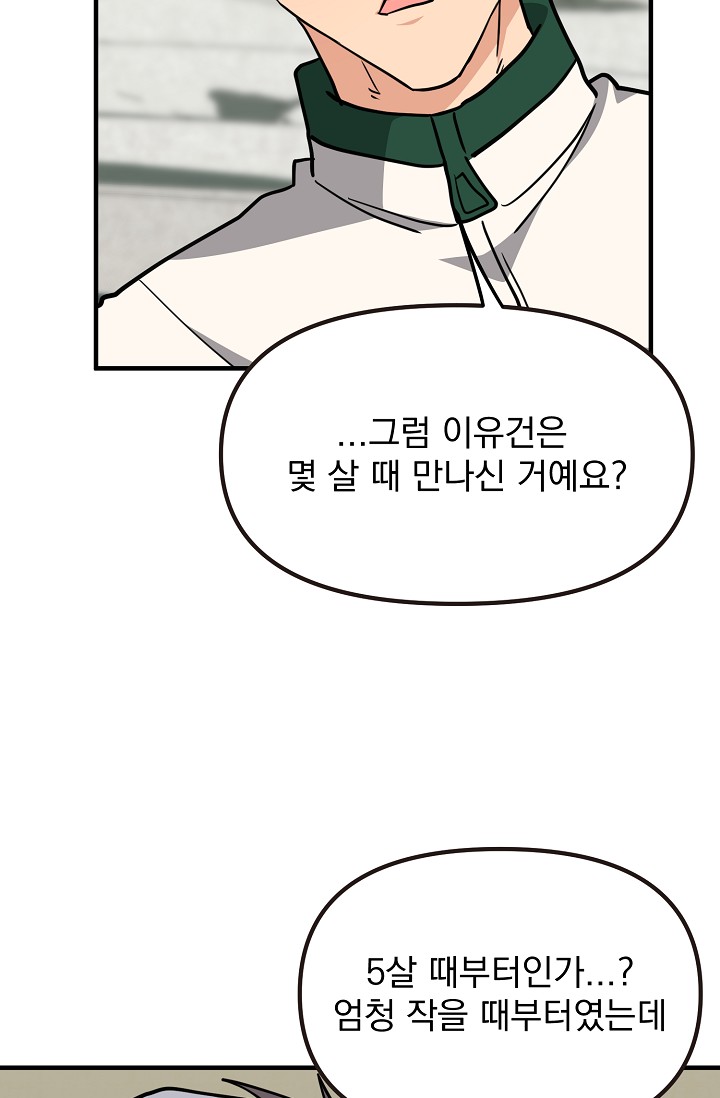 ...그럼 이유건은
몇 살 때 만나신 거예요?
5살 때부터인가...?
엄청 작을 때부터였는데